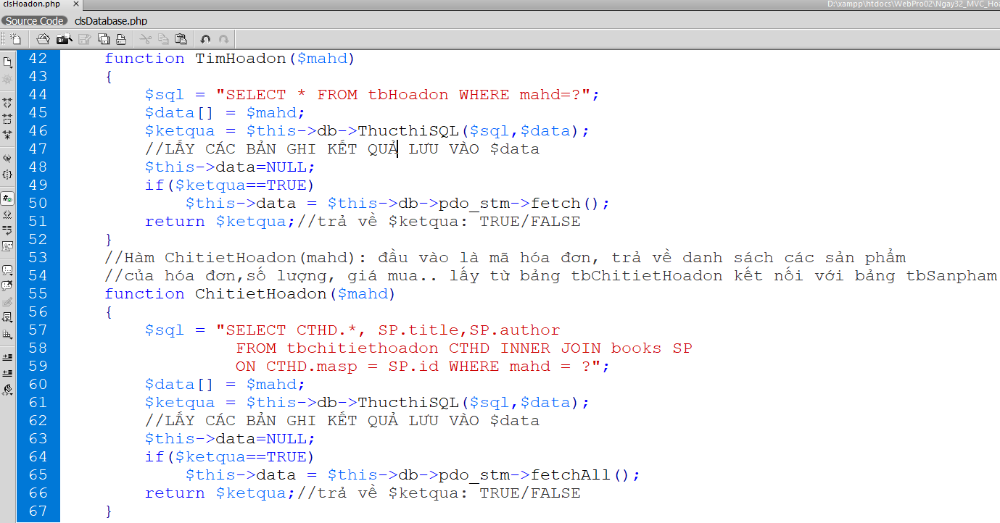 clsHoadon.php ×
D:\xampp\htdocs\WebPro02\Ngay32_MVC_Hoa
Source Code clsDatabase.php
42 function TimHoadon($mahd)
43 {
44 $sql = "SELECT * FROM tbHoadon WHERE mahd=?";
45 $data[] = $mahd;
46 $ketqua = $this->db->ThucthiSQL($sql,$data);
47 //LẤY CÁC BẢN GHI KẾT QUẢ LƯU VÀO $data
48 $this->data=NULL;
49 if($ketqua==TRUE)
50 $this->data = $this->db->pdo_stm->fetch();
51 return $ketqua;//trả về $ketqua: TRUE/FALSE
52 }
53 //Hàm ChitietHoadon(mahd): đầu vào là mã hóa đơn, trả về danh sách các sản phẩm
54 //của hóa đơn,số lượng, giá mua.. lấy từ bảng tbChitietHoadon kết nối với bảng tbSanpham
55 function ChitietHoadon($mahd)
56 {
57 $sql = "SELECT CTHD.*, SP.title,SP.author
58 FROM tbchitiethoadon CTHD INNER JOIN books SP
59 ON CTHD.masp = SP.id WHERE mahd = ?";
60 $data[] = $mahd;
61 $ketqua = $this->db->ThucthiSQL($sql,$data);
62 //LẤY CÁC BẢN GHI KẾT QUẢ LƯU VÀO $data
63 $this->data=NULL;
64 if($ketqua==TRUE)
65 $this->data = $this->db->pdo_stm->fetchAll();
66 return $ketqua;//trả về $ketqua: TRUE/FALSE
67 }